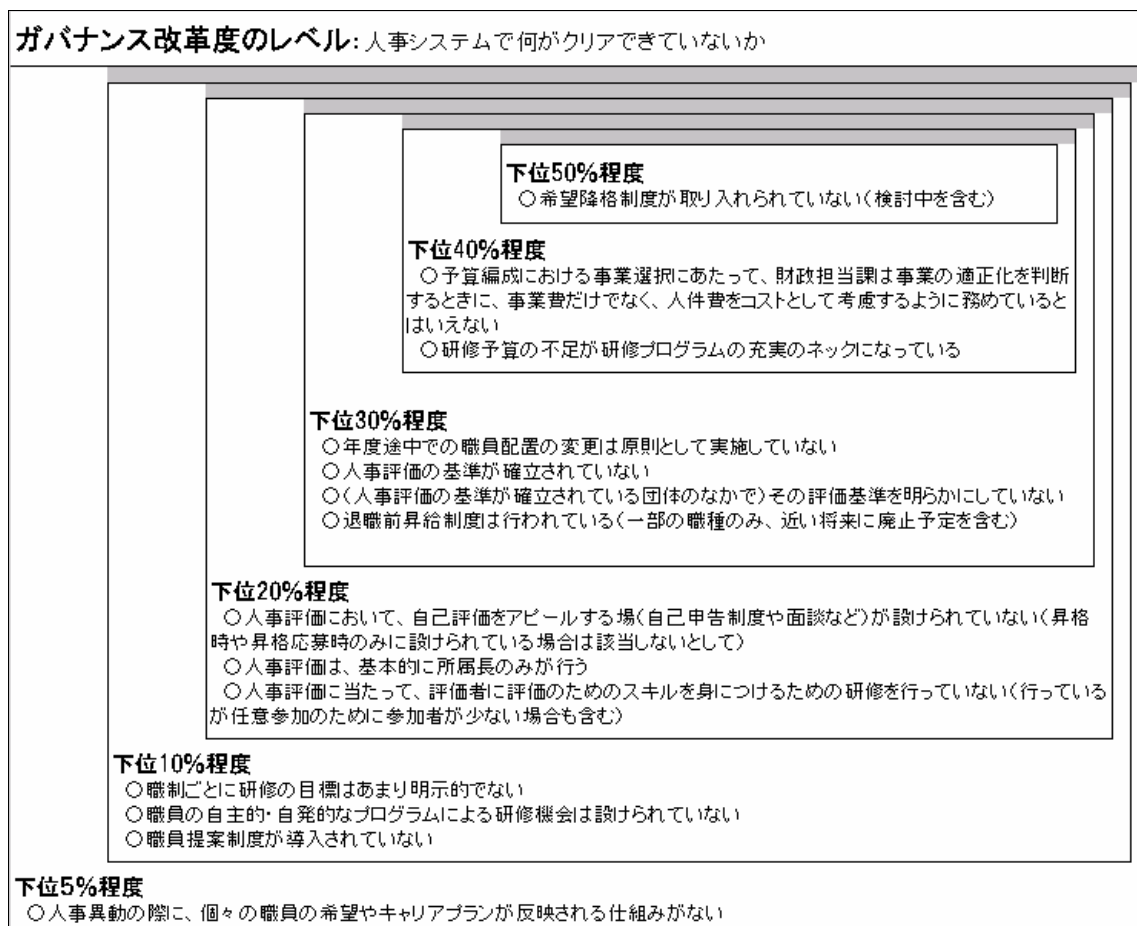 ガバナンス改革度のレベル：人事システムで何がクリアできていないか
下位50％程度
○希望降格制度が取り入れられていない（検討中を含む）
下位40％程度
○予算編成における事業選択にあたって、財政担当課は事業の適正化を判断
するときに、事業費だけでなく、人件費をコストとして考慮するように務めていると
はいえない
○研修予算の不足が研修プログラムの充実のネックになっている
下位30％程度
○年度途中での職員配置の変更は原則として実施していない
○人事評価の基準が確立されていない
○（人事評価の基準が確立されている団体のなかで）その評価基準を明らかにしていない
○退職前昇給制度は行われている（一部の職種のみ、近い将来に廃止予定を含む）
下位20％程度
○人事評価において、自己評価をアピールする場（自己申告制度や面談など）が設けられていない（昇格
時や昇格応募時のみに設けられている場合は該当しないとして）
○人事評価は、基本的に所属長のみが行う
○人事評価に当たって、評価者に評価のためのスキルを身につけるための研修を行っていない（行っている
が任意参加のために参加者が少ない場合も含む）
下位10％程度
○職制ごとに研修の目標はあまり明示的でない
○職員の自主的・自発的なプログラムによる研修機会は設けられていない
○職員提案制度が導入されていない
下位5％程度
○人事異動の際に、個々の職員の希望やキャリアプランが反映される仕組みがない